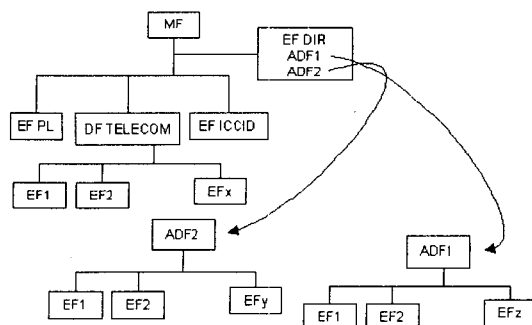 MF
EF DIR
ADF1
ADF2
EF PL
DF TELECOM
EF ICCID
EF1
EF2
EFx
ADF2
ADF1
EF1
EF2
EFy
EF1
EF2
EFz